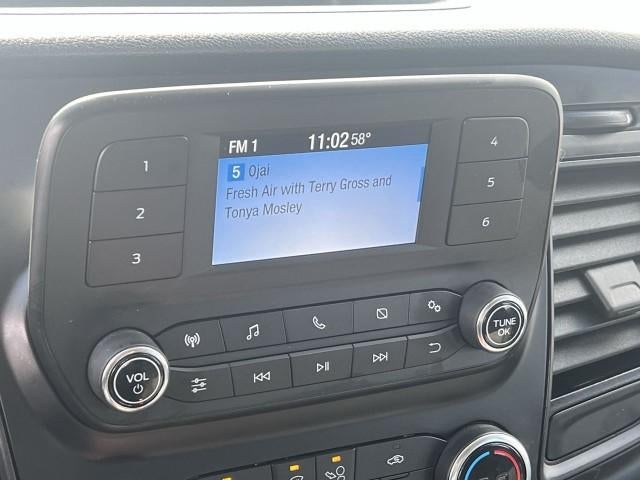 FM 1 11:02 58°
5 Ojai
Fresh Air with Terry Gross and
Tonya Mosley
1
2
3
4
5
6
VOL
TUNE
OK